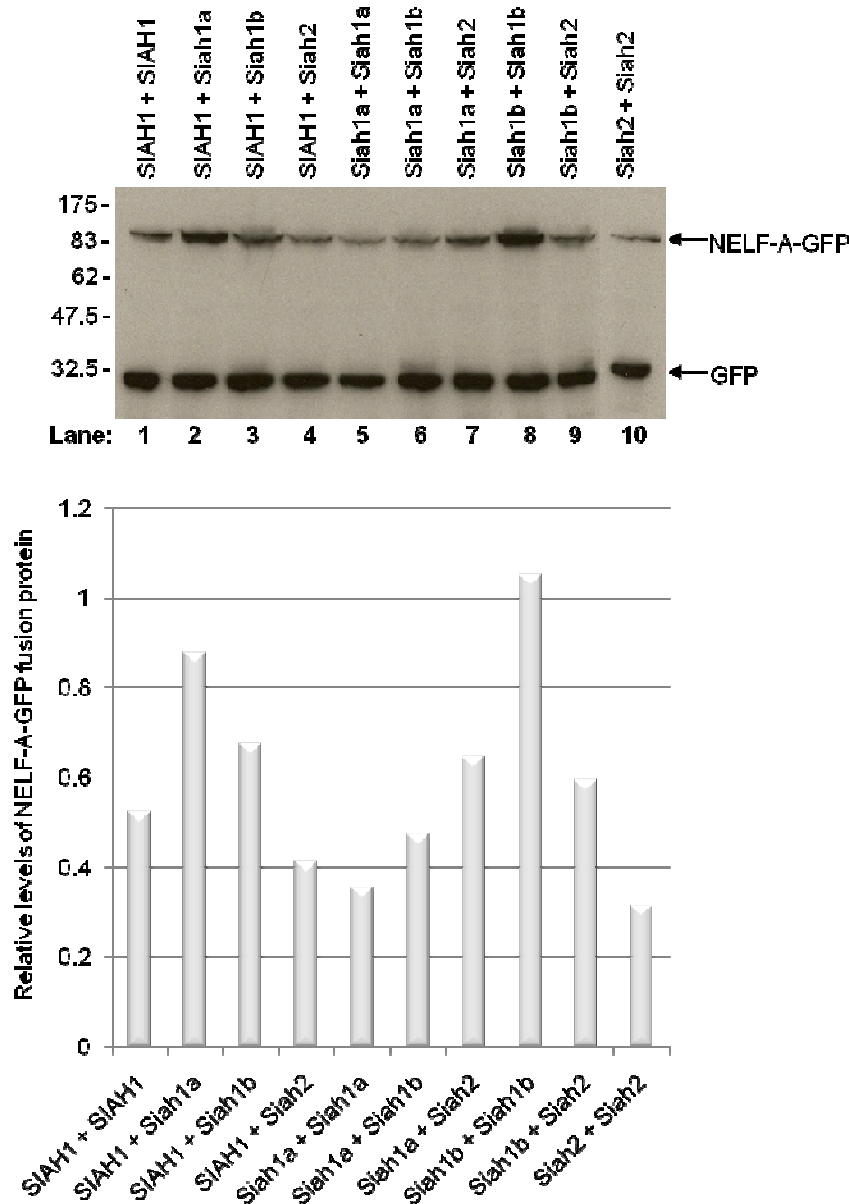 SIAH1 + SIAH1
SIAH1 + Siah1a
SIAH1 + Siah1b
SIAH1 + Siah2
Siah1a + Siah1a
Siah1a + Siah1b
Siah1a + Siah2
Siah1b + Siah1b
Siah1b + Siah2
Siah2 + Siah2
175-
83-
62-
47.5-
32.5-
NELF-A-GFP
GFP
Lane: 1 2 3 4 5 6 7 8 9 10
Relative levels of NELF-A-GFP fusion protein
1.2
1
0.8
0.6
0.4
0.2
0
SIAH1 + SIAH1
SIAH1 + Siah1a
SIAH1 + Siah1b
SIAH1 + Siah2
Siah1a + Siah1a
Siah1a + Siah1b
Siah1a + Siah2
Siah1b + Siah1b
Siah1b + Siah2
Siah2 + Siah2